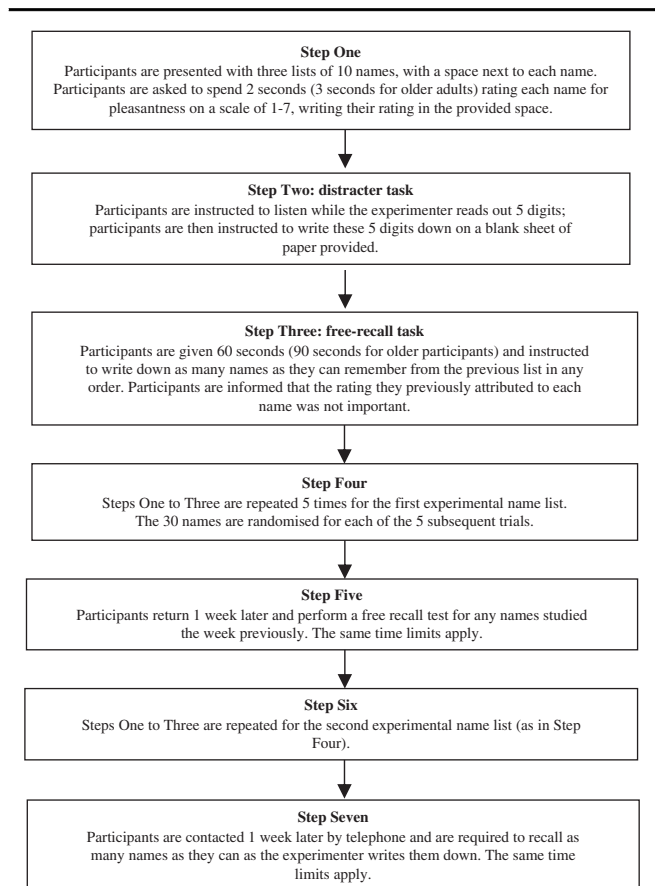 Step One
Participants are presented with three lists of 10 names, with a space next to each name.
Participants are asked to spend 2 seconds (3 seconds for older adults) rating each name for
pleasantness on a scale of 1-7, writing their rating in the provided space.
Step Two: distracter task
Participants are instructed to listen while the experimenter reads out 5 digits;
participants are then instructed to write these 5 digits down on a blank sheet of
paper provided.
Step Three: free-recall task
Participants are given 60 seconds (90 seconds for older participants) and instructed
to write down as many names as they can remember from the previous list in any
order. Participants are informed that the rating they previously attributed to each
name was not important.
Step Four
Steps One to Three are repeated 5 times for the first experimental name list.
The 30 names are randomised for each of the 5 subsequent trials.
Step Five
Participants return 1 week later and perform a free recall test for any names studied
the week previously. The same time limits apply.
Step Six
Steps One to Three are repeated for the second experimental name list (as in Step
Four).
Step Seven
Participants are contacted 1 week later by telephone and are required to recall as
many names as they can as the experimenter writes them down. The same time
limits apply.